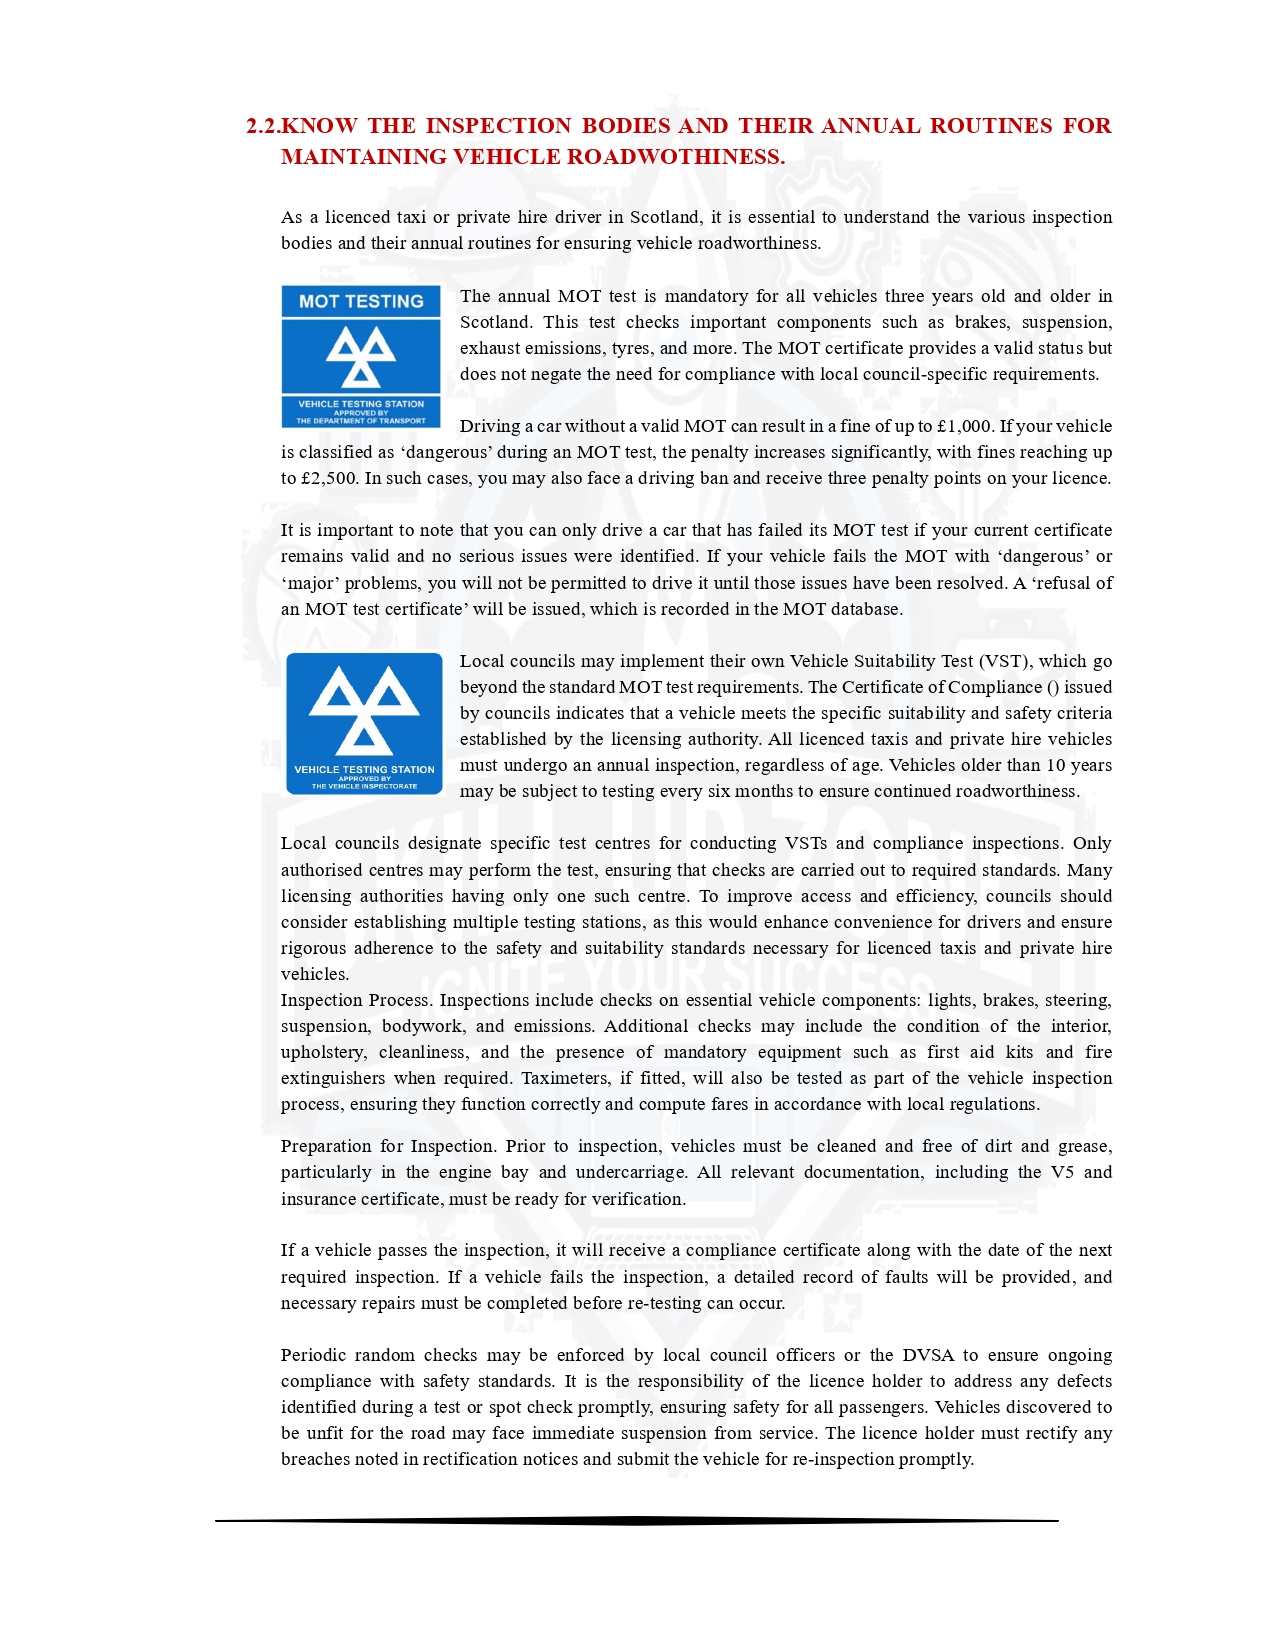 2.2.KNOW THE INSPECTION BODIES AND THEIR ANNUAL ROUTINES FOR
MAINTAINING VEHICLE ROADWOTHINESS.
As a licenced taxi or private hire driver in Scotland, it is essential to understand the various inspection
bodies and their annual routines for ensuring vehicle roadworthiness.
MOT TESTING
VEHICLE TESTING STATION
APPROVED BY
THE DEPARTMENT OF TRANSPORT
The annual MOT test is mandatory for all vehicles three years old and older in
Scotland. This test checks important components such as brakes, suspension,
exhaust emissions, tyres, and more. The MOT certificate provides a valid status but
does not negate the need for compliance with local council-specific requirements.
Driving a car without a valid MOT can result in a fine of up to £1,000. If your vehicle
is classified as ‘dangerous’ during an MOT test, the penalty increases significantly, with fines reaching up
to £2,500. In such cases, you may also face a driving ban and receive three penalty points on your licence.
It is important to note that you can only drive a car that has failed its MOT test if your current certificate
remains valid and no serious issues were identified. If your vehicle fails the MOT with ‘dangerous’ or
‘major’ problems, you will not be permitted to drive it until those issues have been resolved. A ‘refusal of
an MOT test certificate’ will be issued, which is recorded in the MOT database.
VEHICLE TESTING STATION
APPROVED BY
THE VEHICLE INSPECTORATE
Local councils may implement their own Vehicle Suitability Test (VST), which go
beyond the standard MOT test requirements. The Certificate of Compliance () issued
by councils indicates that a vehicle meets the specific suitability and safety criteria
established by the licensing authority. All licenced taxis and private hire vehicles
must undergo an annual inspection, regardless of age. Vehicles older than 10 years
may be subject to testing every six months to ensure continued roadworthiness.
Local councils designate specific test centres for conducting VSTs and compliance inspections. Only
authorised centres may perform the test, ensuring that checks are carried out to required standards. Many
licensing authorities having only one such centre. To improve access and efficiency, councils should
consider establishing multiple testing stations, as this would enhance convenience for drivers and ensure
rigorous adherence to the safety and suitability standards necessary for licenced taxis and private hire
vehicles.
Inspection Process. Inspections include checks on essential vehicle components: lights, brakes, steering,
suspension, bodywork, and emissions. Additional checks may include the condition of the interior,
upholstery, cleanliness, and the presence of mandatory equipment such as first aid kits and fire
extinguishers when required. Taximeters, if fitted, will also be tested as part of the vehicle inspection
process, ensuring they function correctly and compute fares in accordance with local regulations.
Preparation for Inspection. Prior to inspection, vehicles must be cleaned and free of dirt and grease,
particularly in the engine bay and undercarriage. All relevant documentation, including the V5 and
insurance certificate, must be ready for verification.
If a vehicle passes the inspection, it will receive a compliance certificate along with the date of the next
required inspection. If a vehicle fails the inspection, a detailed record of faults will be provided, and
necessary repairs must be completed before re-testing can occur.
Periodic random checks may be enforced by local council officers or the DVSA to ensure ongoing
compliance with safety standards. It is the responsibility of the licence holder to address any defects
identified during a test or spot check promptly, ensuring safety for all passengers. Vehicles discovered to
be unfit for the road may face immediate suspension from service. The licence holder must rectify any
breaches noted in rectification notices and submit the vehicle for re-inspection promptly.
IGNITE YOUR SUCCESS